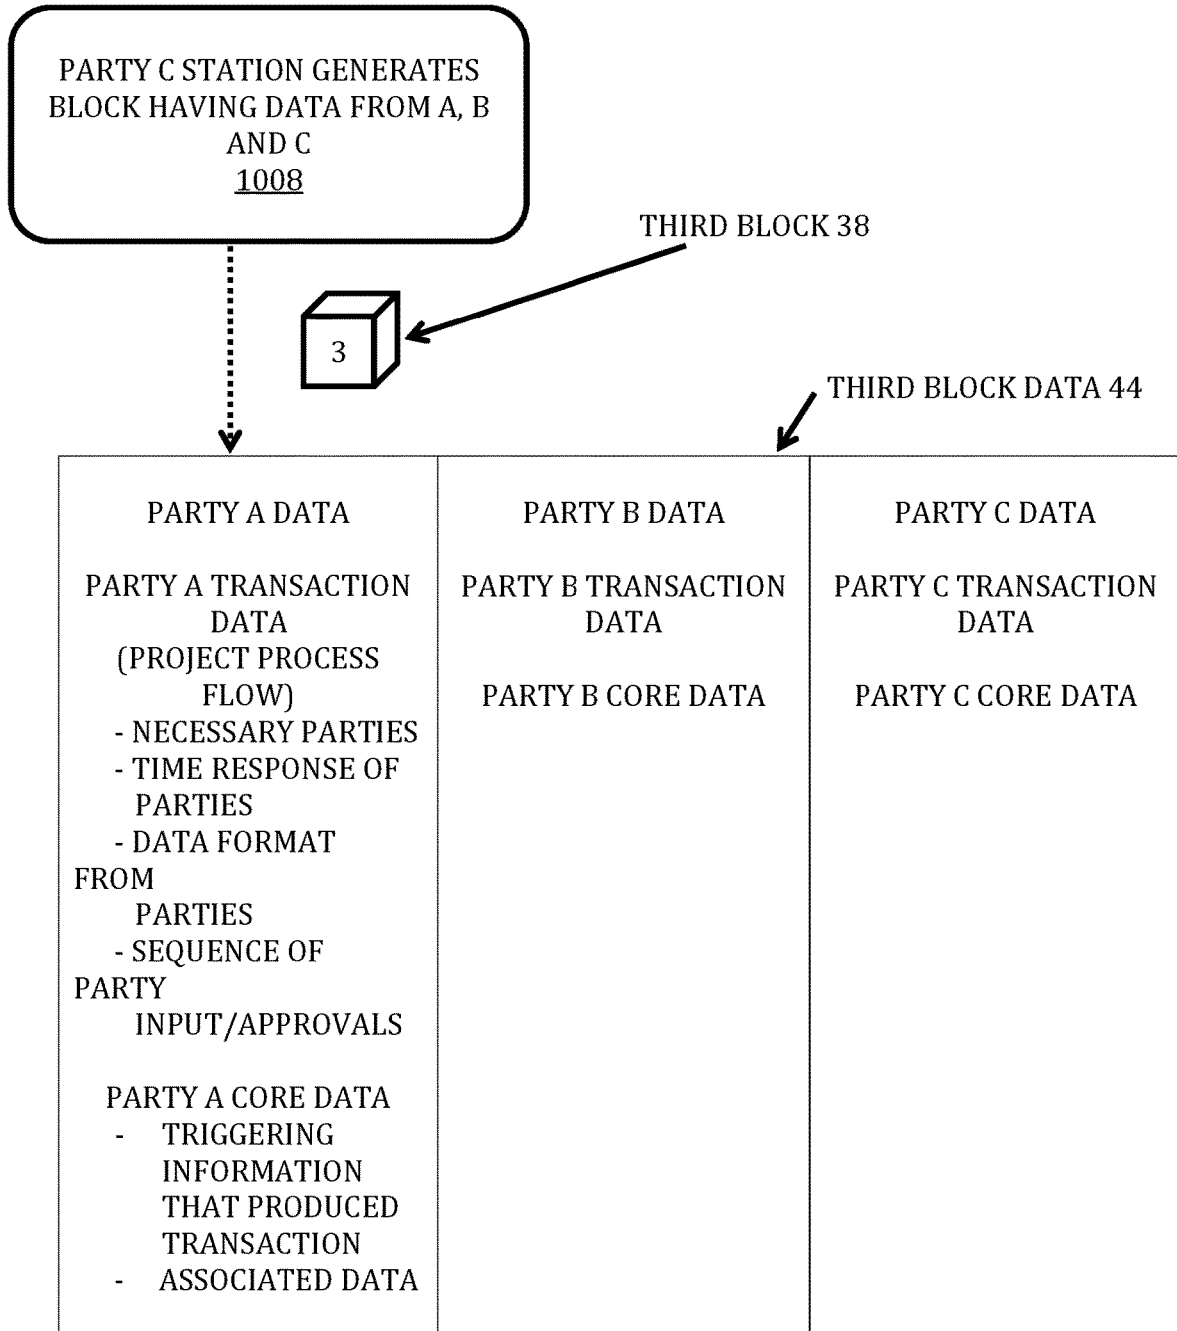 PARTY C STATION GENERATES
BLOCK HAVING DATA FROM A, B
AND C
1008
THIRD BLOCK 38
3
THIRD BLOCK DATA 44
PARTY A DATA
PARTY A TRANSACTION
DATA
(PROJECT PROCESS
FLOW)
- NECESSARY PARTIES
- TIME RESPONSE OF
PARTIES
- DATA FORMAT
FROM
PARTIES
- SEQUENCE OF
PARTY
INPUT/APPROVALS
PARTY A CORE DATA
- TRIGGERING
INFORMATION
THAT PRODUCED
TRANSACTION
- ASSOCIATED DATA
PARTY B DATA
PARTY B TRANSACTION
DATA
PARTY B CORE DATA
PARTY C DATA
PARTY C TRANSACTION
DATA
PARTY C CORE DATA